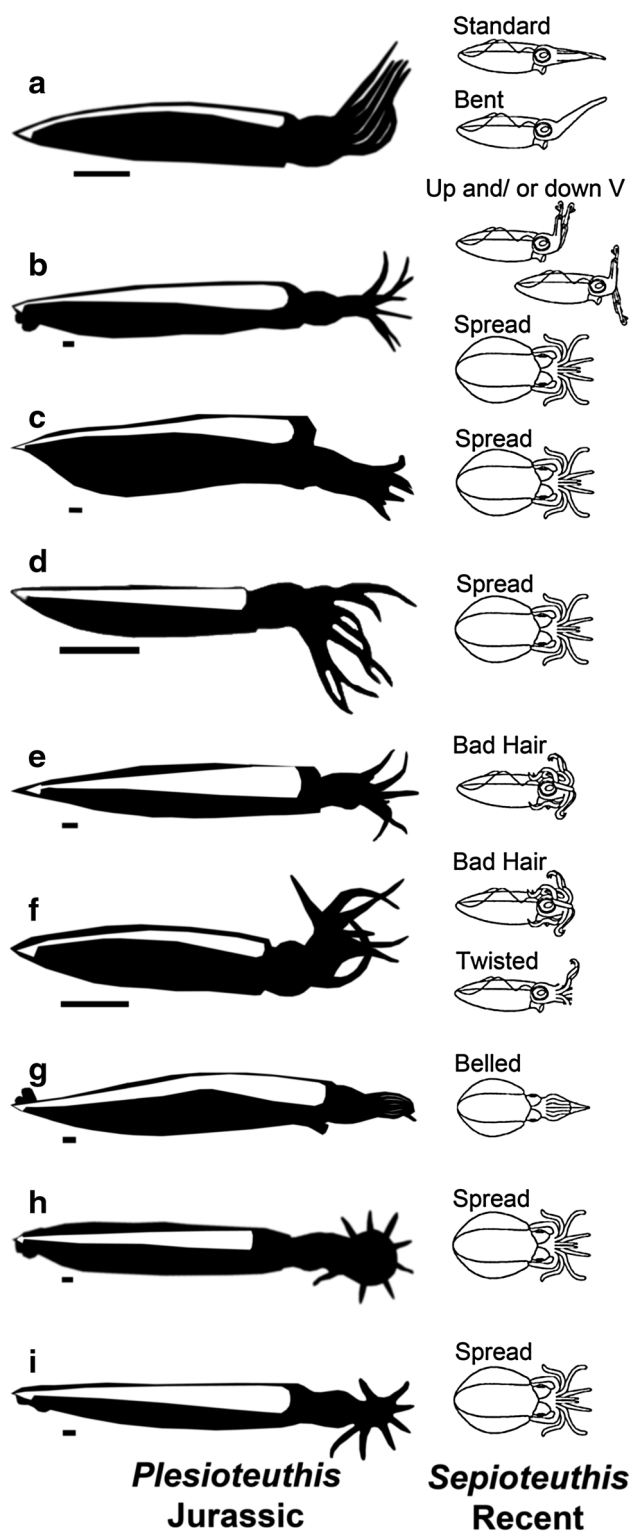 Standard
a
Bent
Up and/ or down V
b
Spread
c
Spread
d
Spread
e
Bad Hair
Bad Hair
f
Twisted
g
Belled
h
Spread
i
Spread
Plesioteuthis Sepioteuthis
Jurassic Recent